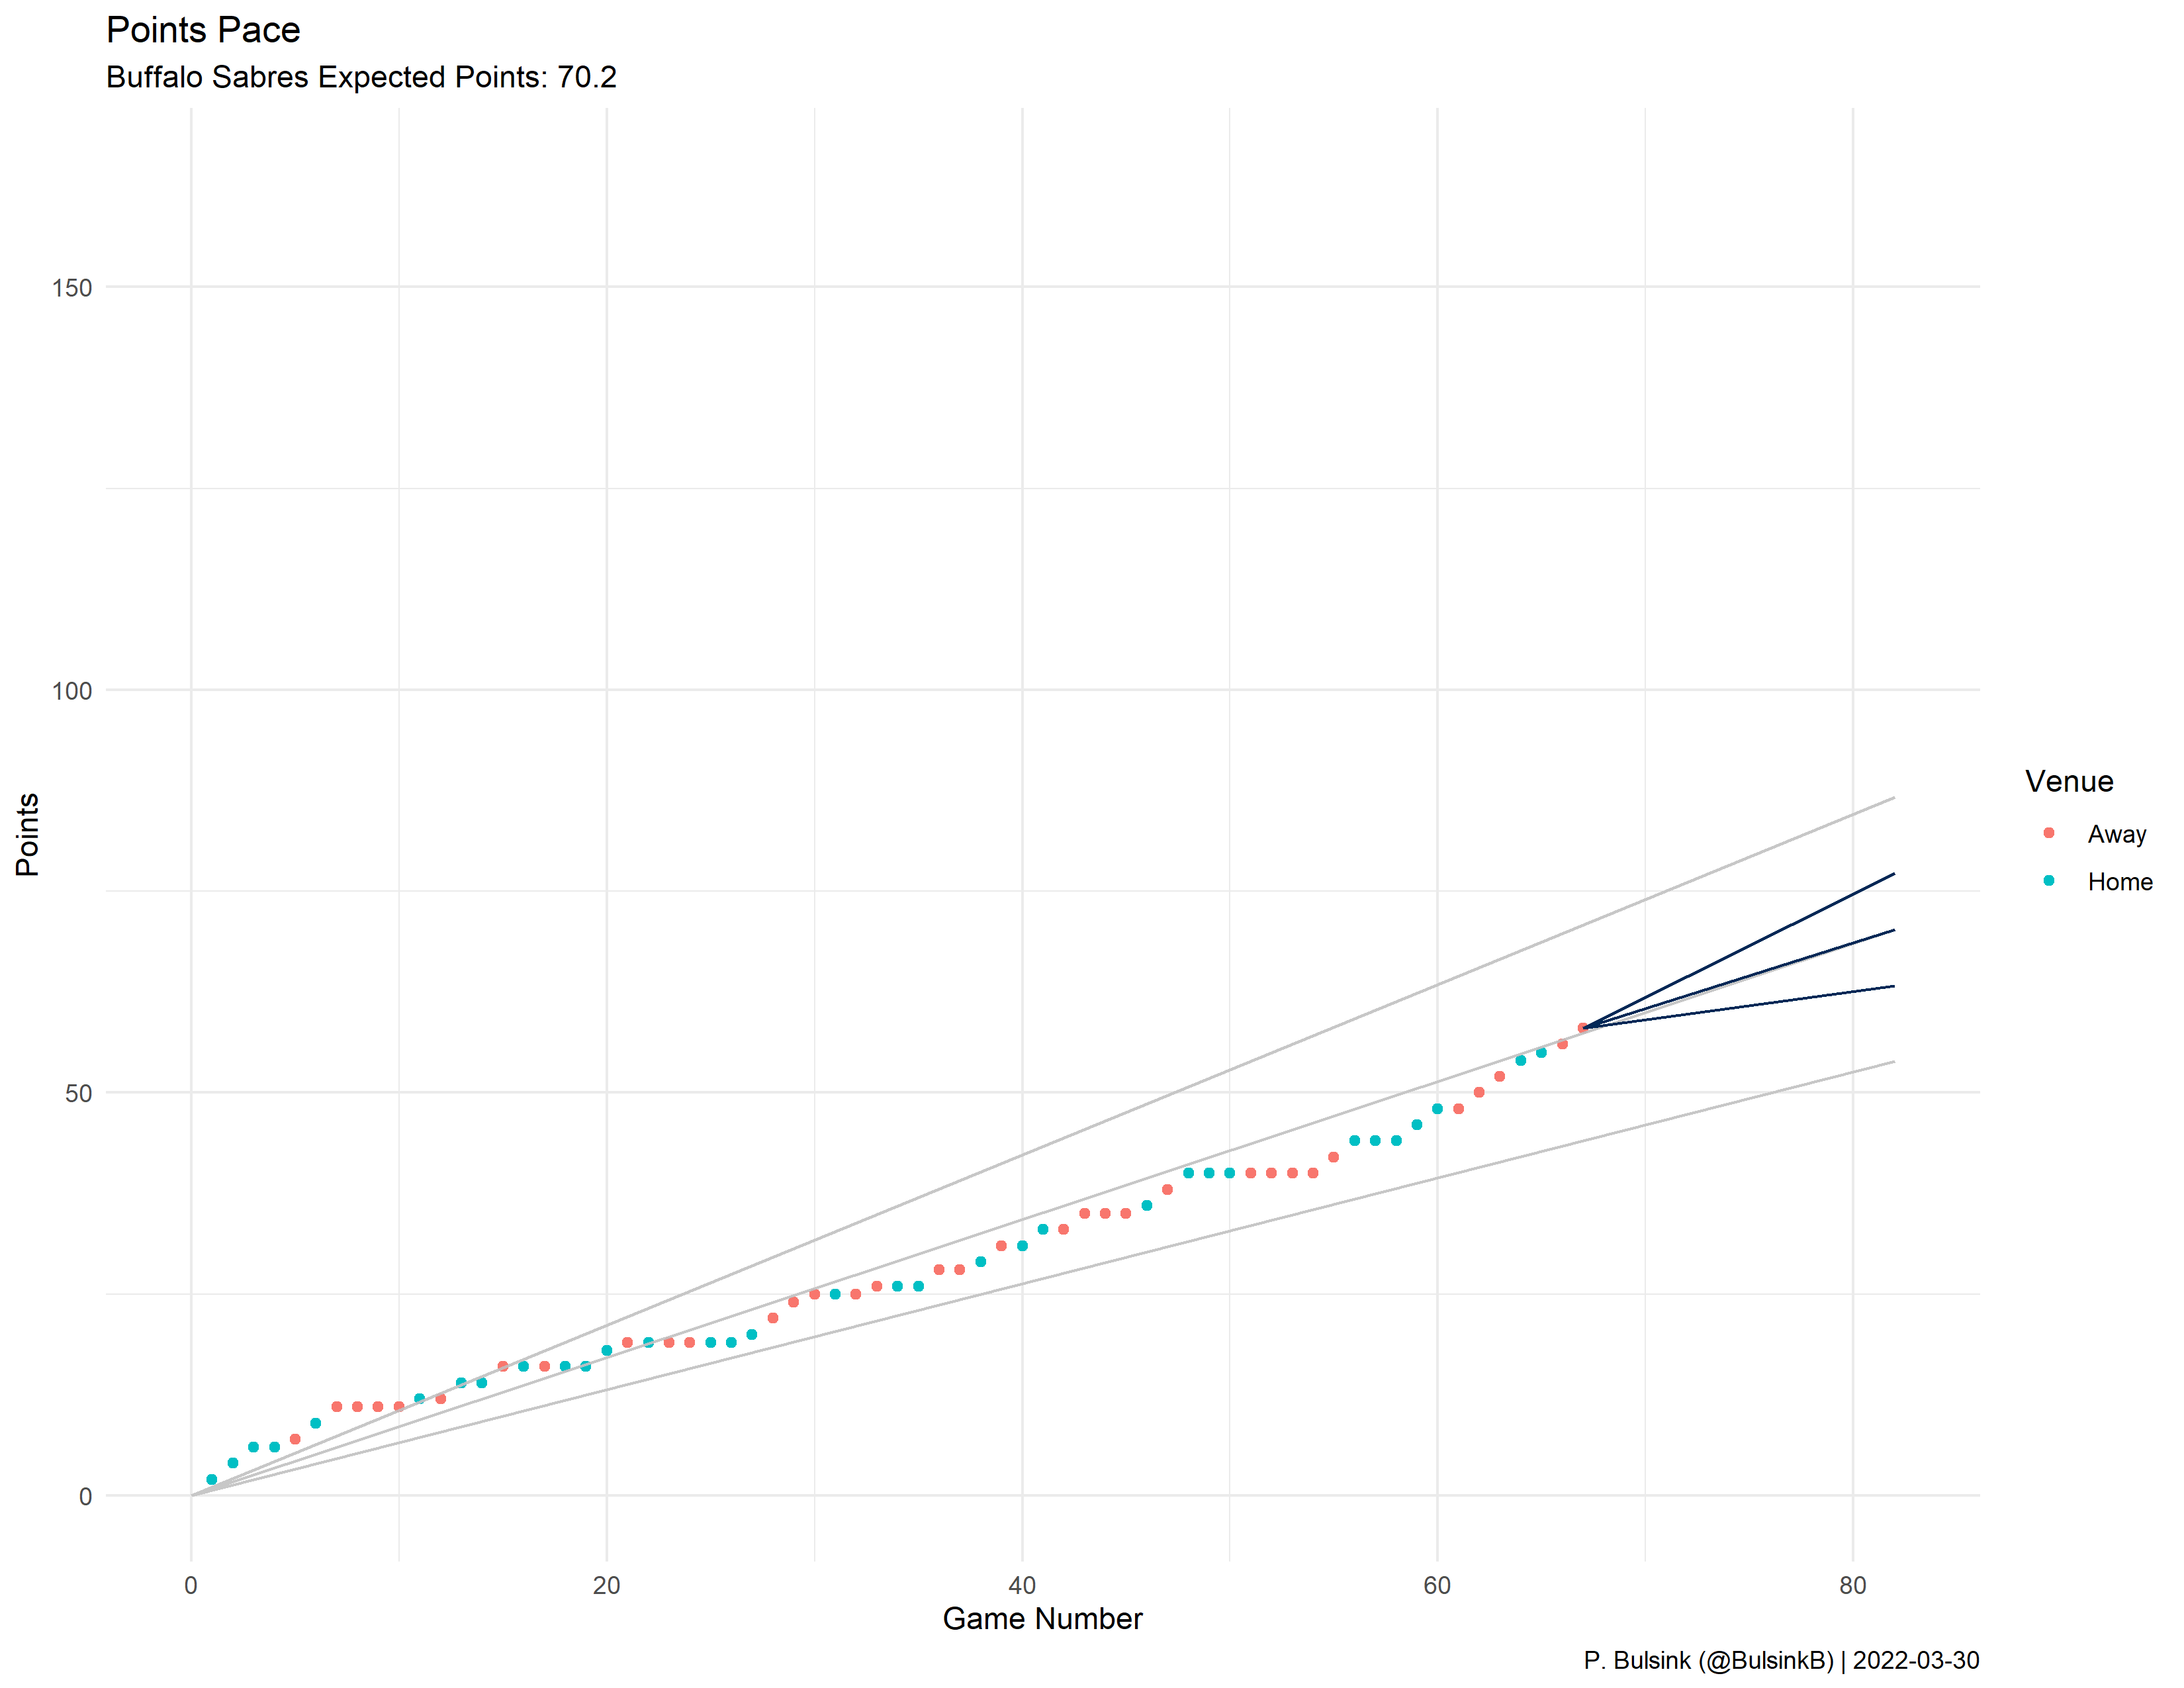 Points Pace
Buffalo Sabres Expected Points: 70.2
150
100
50
0
Points
0 20 40 60 80
Game Number
Venue
Away
Home
P. Bulsink (@BulsinkB) | 2022-03-30